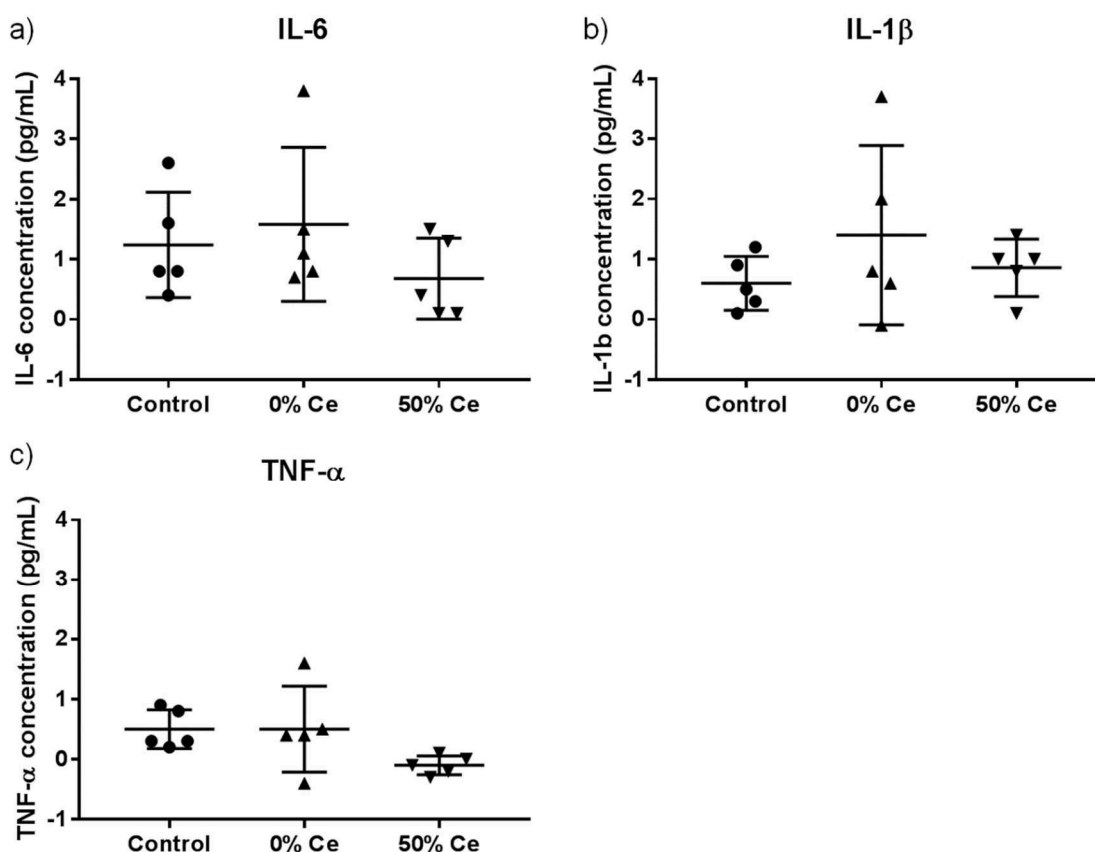 a)
IL-6
IL-6 concentration (pg/mL)
4
3
2
1
0
-1
Control
0% Ce
50% Ce
b)
IL-1β
IL-1b concentration (pg/mL)
4
3
2
1
0
-1
Control
0% Ce
50% Ce
c)
TNF-α
TNF-α concentration (pg/mL)
4
3
2
1
0
-1
Control
0% Ce
50% Ce